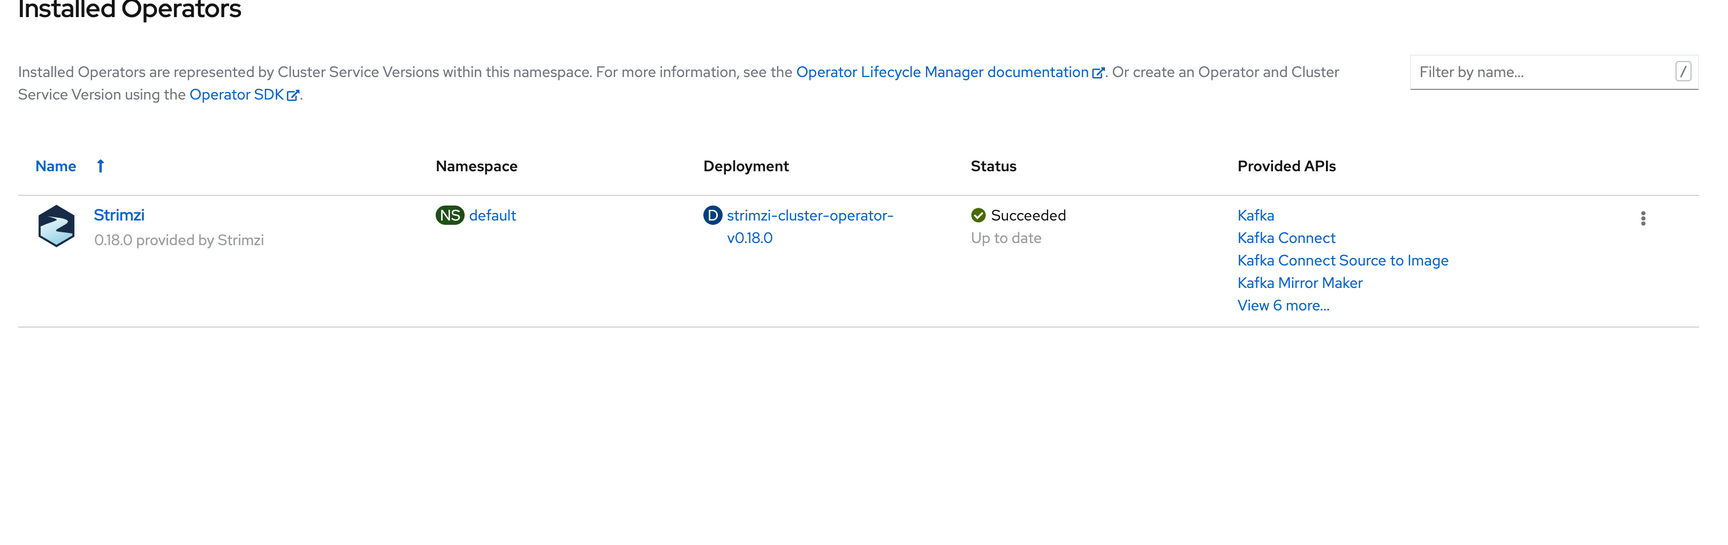 Installed Operators
Installed Operators are represented by Cluster Service Versions within this namespace. For more information, see the Operator Lifecycle Manager documentation. Or create an Operator and Cluster
Service Version using the Operator SDK.
Filter by name...
/
Name
Namespace
Deployment
Status
Provided APIs
Strimzi
0.18.0 provided by Strimzi
NS default
D strimzi-cluster-operator-
v0.18.0
Succeeded
Up to date
Kafka
Kafka Connect
Kafka Connect Source to Image
Kafka Mirror Maker
View 6 more...